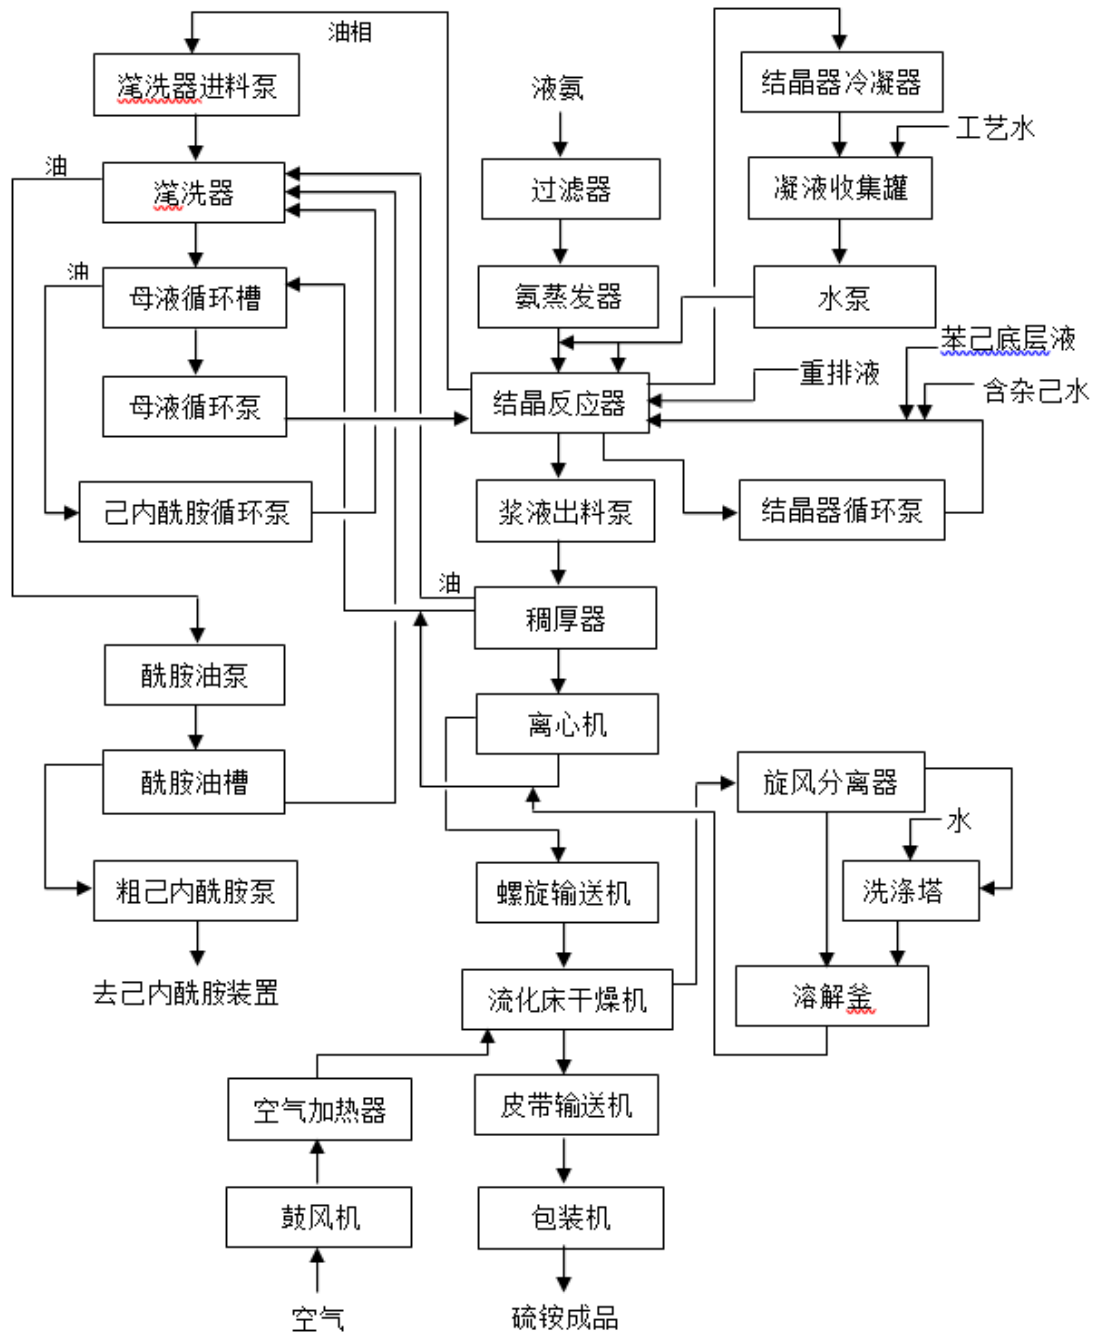 油相
滗洗器进料泵
结晶器冷凝器
液氨
工艺水
油
滗洗器
过滤器
凝液收集罐
油
母液循环槽
氨蒸发器
水泵
苯己底层液
重排液
含杂己水
母液循环泵
结晶反应器
己内酰胺循环泵
浆液出料泵
结晶器循环泵
油
稠厚器
酰胺油泵
离心机
酰胺油槽
旋风分离器
水
粗己内酰胺泵
螺旋输送机
洗涤塔
去己内酰胺装置
流化床干燥机
溶解釜
空气加热器
皮带输送机
鼓风机
包装机
空气
硫铵成品